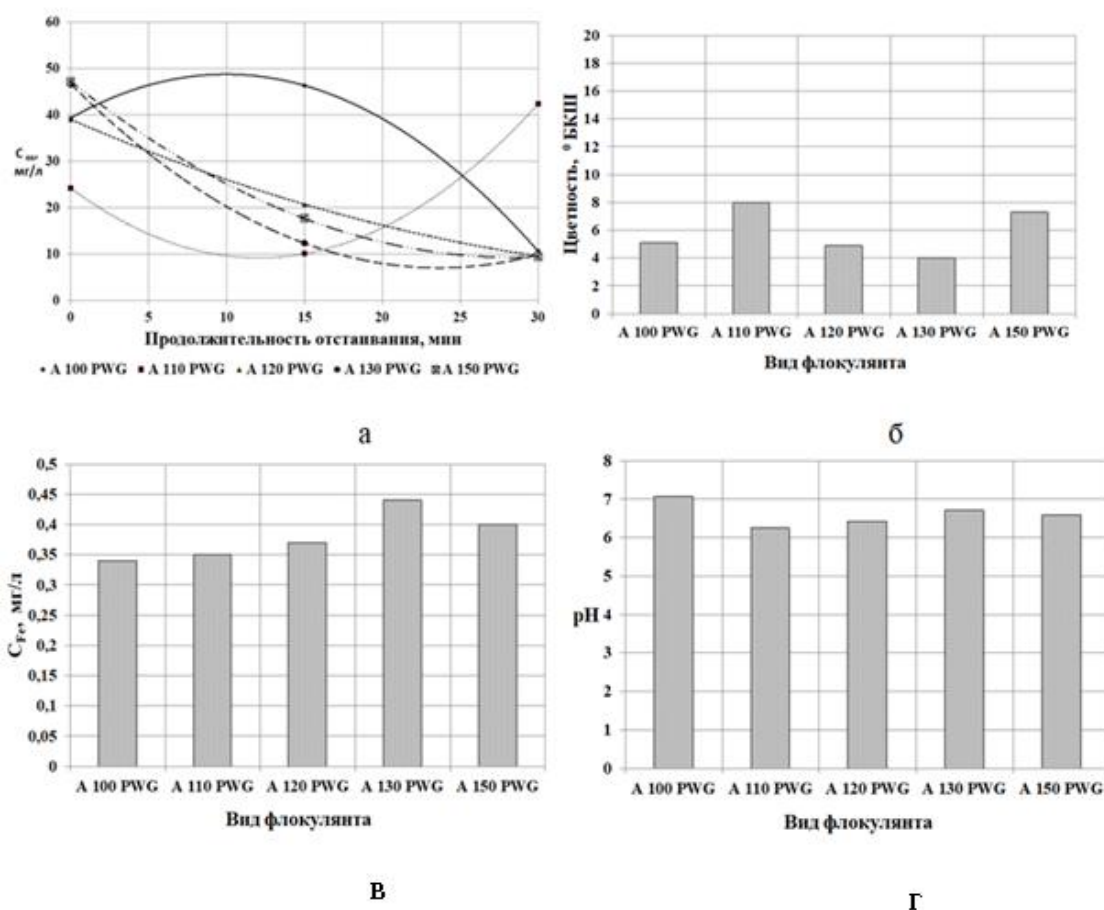 60
50
40
30
20
10
0
С
мг/л
0 5 10 15 20 25 30
Продолжительность отстаивания, мин
А 100 PWG А 110 PWG А 120 PWG А 130 PWG А 150 PWG
а
20
18
16
14
12
10
8
6
4
2
0
Цветность, ° БКШ
А 100 PWG А 110 PWG А 120 PWG А 130 PWG А 150 PWG
Вид флокулянта
б
0,5
0,45
0,4
0,35
0,3
0,25
0,2
0,15
0,1
0,05
0
CFe, мг/л
А 100 PWG А 110 PWG А 120 PWG А 130 PWG А 150 PWG
Вид флокулянта
В
8
7
6
5
4
3
2
1
0
pH
А 100 PWG А 110 PWG А 120 PWG А 130 PWG А 150 PWG
Вид флокулянта
Г